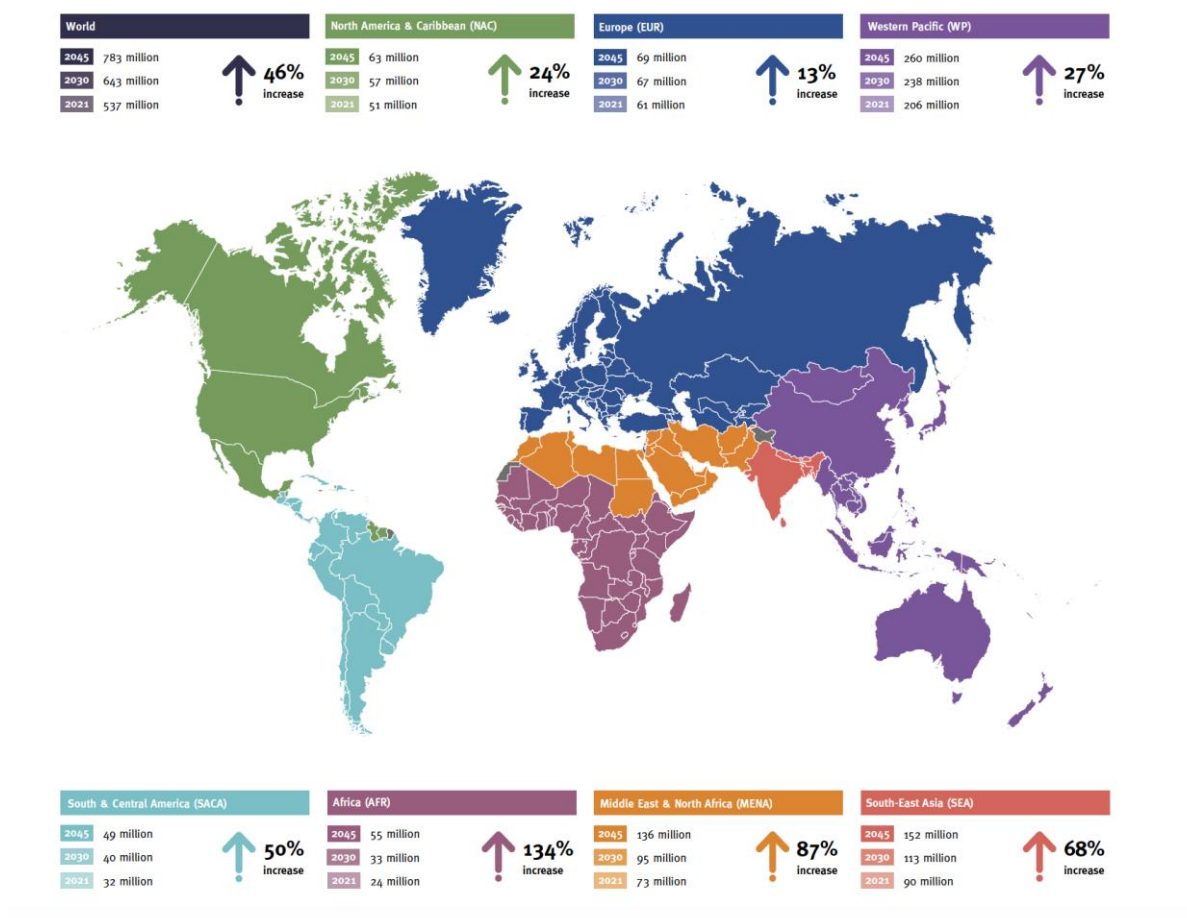 World
2045 783 million
2030 643 million
2021 537 million
46%
increase
North America & Caribbean (NAC)
2045 63 million
2030 57 million
2021 51 million
24%
increase
Europe (EUR)
2045 69 million
2030 67 million
2021 61 million
13%
increase
Western Pacific (WP)
2045 260 million
2030 238 million
2021 206 million
27%
increase
South & Central America (SACA)
2045 49 million
2030 40 million
2021 32 million
50%
increase
Africa (AFR)
2045 55 million
2030 33 million
2021 24 million
134%
increase
Middle East & North Africa (MENA)
2045 136 million
2030 95 million
2021 73 million
87%
increase
South-East Asia (SEA)
2045 152 million
2030 113 million
2021 90 million
68%
increase